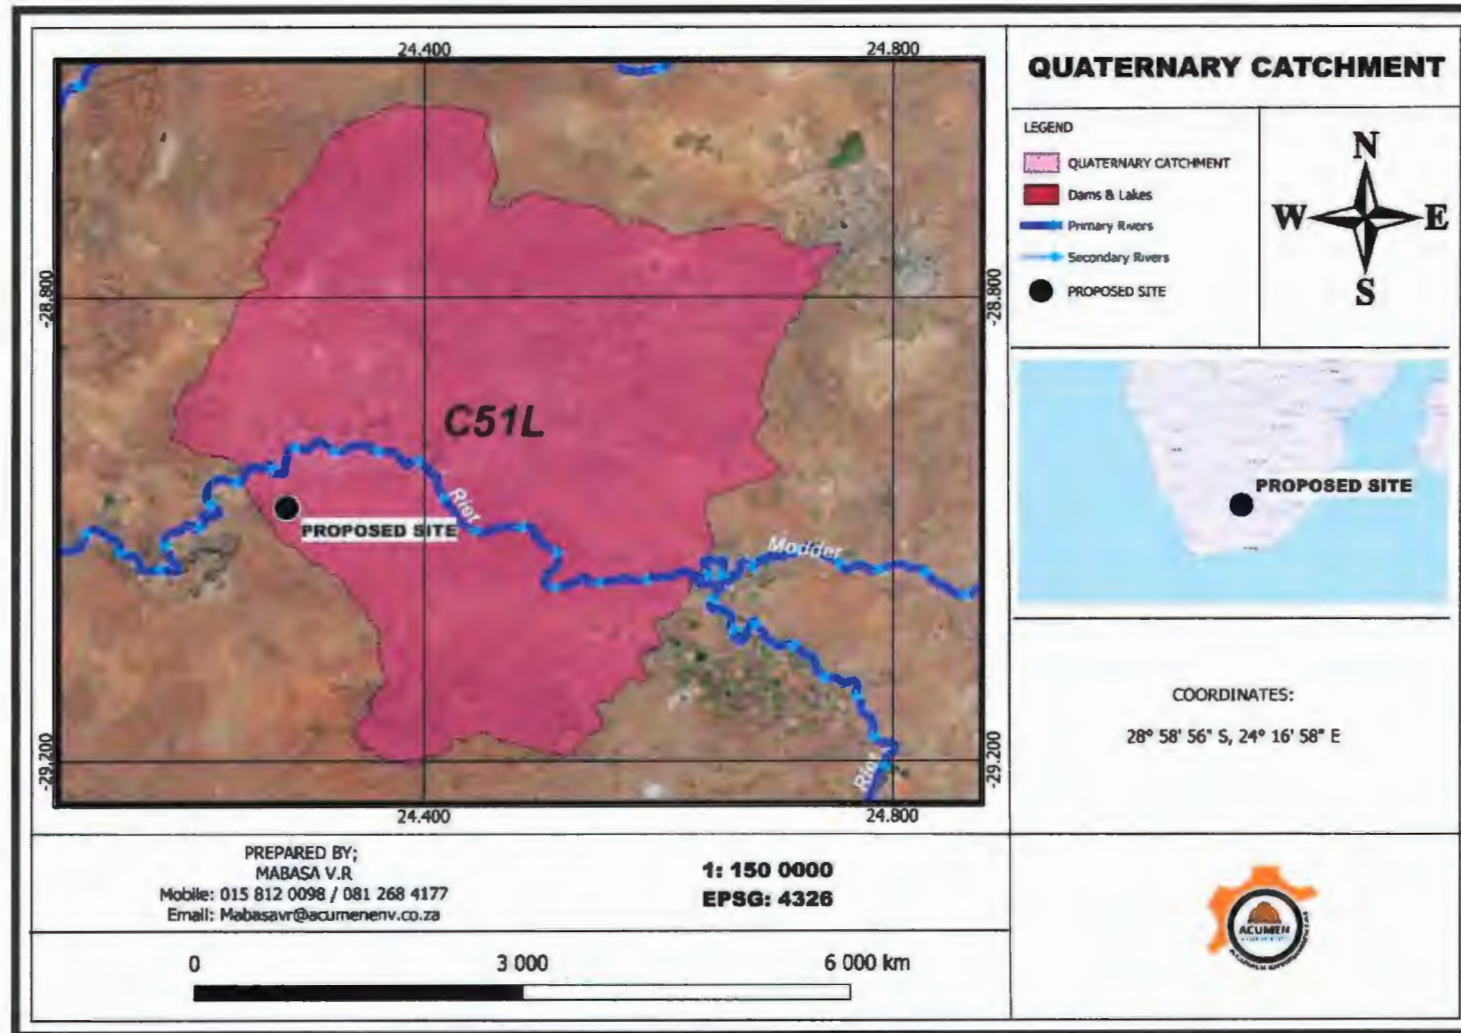 QUATERNARY CATCHMENT
LEGEND
QUATERNARY CATCHMENT
Dams & Lakes
Primary Rivers
Secondary Rivers
PROPOSED SITE
N
W E
S
24.400 24.800
-28.800 -28.800
C51L
Riet
PROPOSED SITE
Modder
Riet
-29.200 -29.200
24.400 24.800
PROPOSED SITE
COORDINATES:
28° 58' 56" S, 24° 16' 58" E
PREPARED BY;
MABASA V.R
Mobile: 015 812 0098 / 081 268 4177
Email: Mabasavr@acumenenv.co.za
1: 150 0000
EPSG: 4326
0 3 000 6 000 km
ACUMEN